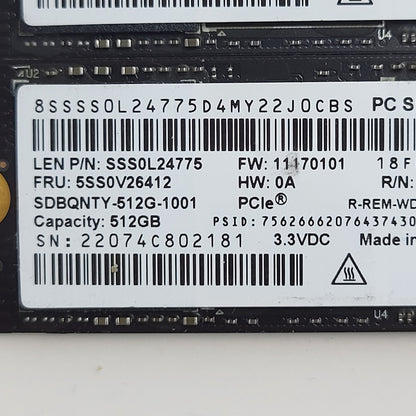 U4
U2
8SSSS0L24775D4MY22J0CBS PC S
LEN P/N: SSS0L24775 FW: 11170101 18F
FRU: 5SS0V26412 HW: 0A R/N:
SDBQNTY-512G-1001 PCIe® R-REM-WD
Capacity: 512GB PSID: 75626662076437430
SN: 22074C802181 3.3VDC Made in
U4